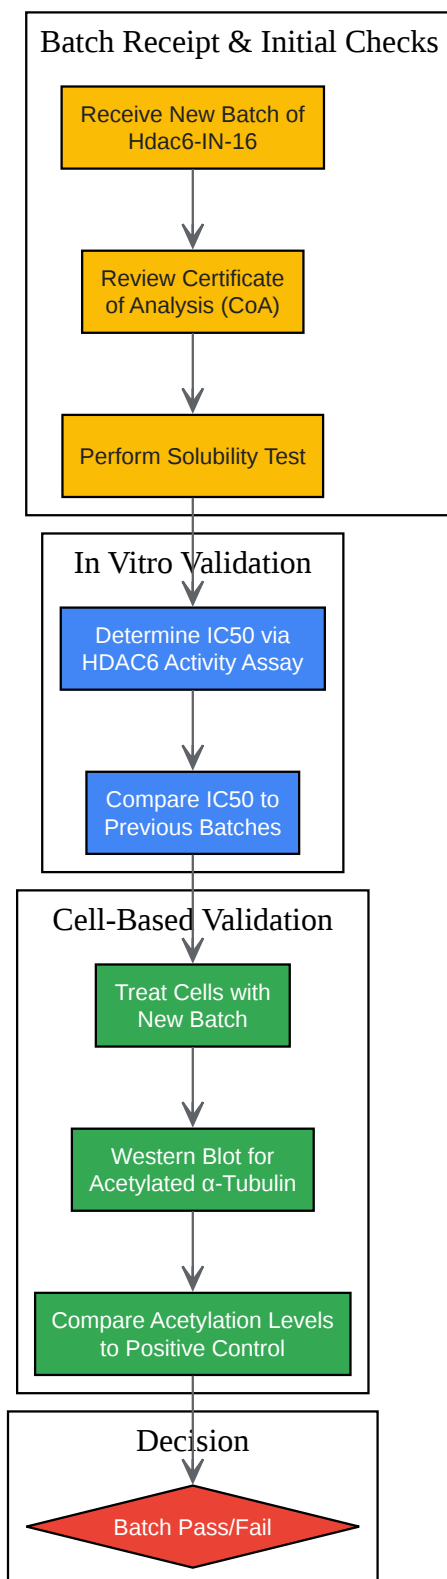 Batch Receipt & Initial Checks
Receive New Batch of
Hdac6-IN-16
Review Certificate
of Analysis (CoA)
Perform Solubility Test
In Vitro Validation
Determine IC50 via
HDAC6 Activity Assay
Compare IC50 to
Previous Batches
Cell-Based Validation
Treat Cells with
New Batch
Western Blot for
Acetylated α-Tubulin
Compare Acetylation Levels
to Positive Control
Decision
Batch Pass/Fail